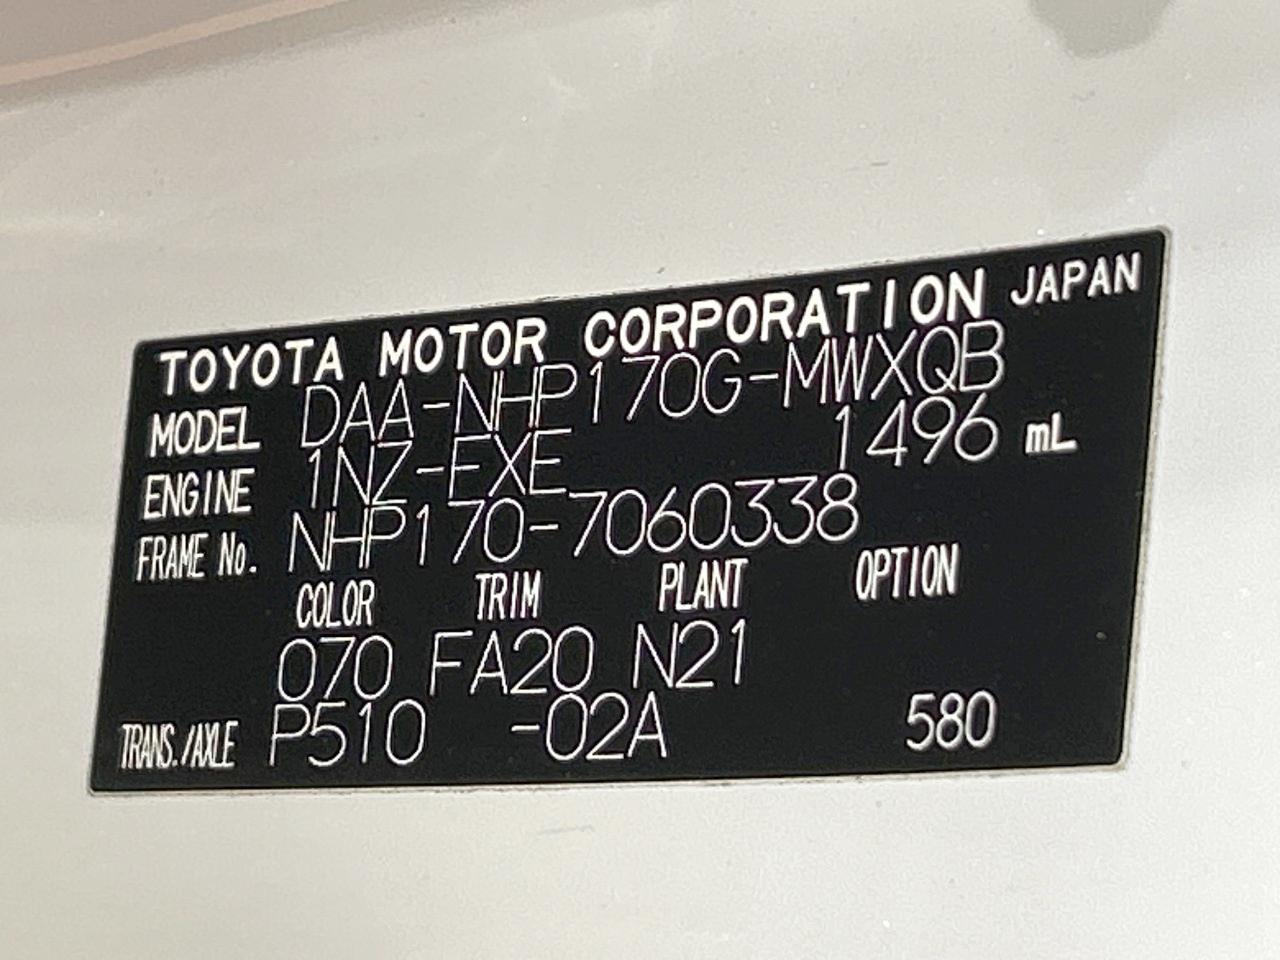 TOYOTA MOTOR CORPORATION JAPAN
MODEL DAA-NHP170G-MWXQB
ENGINE 1NZ-FXE 1496 mL
FRAME No. NHP170-7060338
COLOR TRIM PLANT OPTION
070 FA20 N21
TRANS./AXLE P510 -02A 580